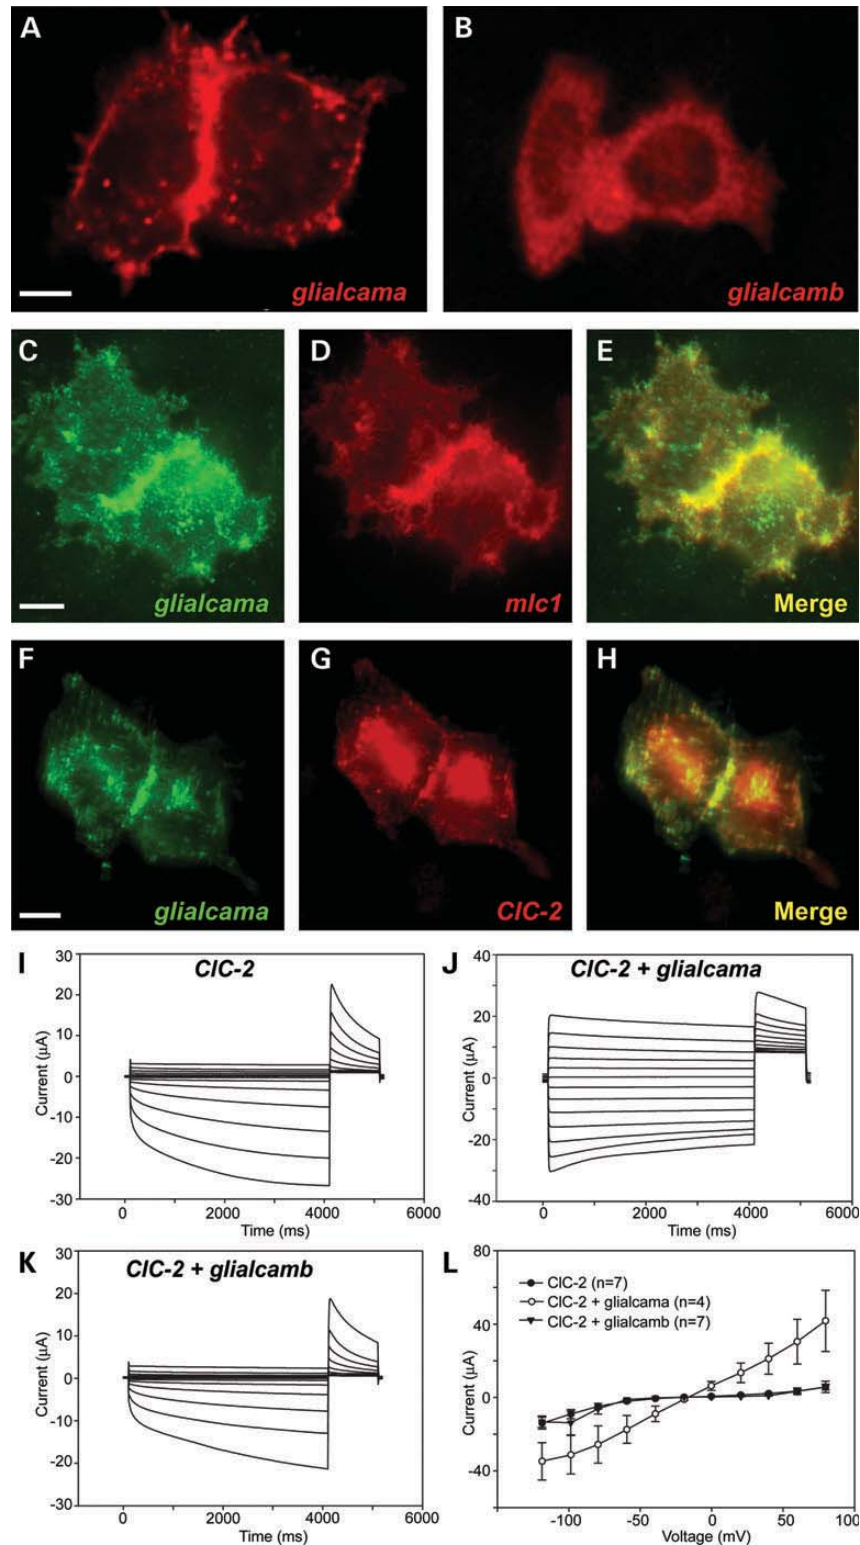 A
B
glialcama
glialcamb
C
D
E
glialcama
mlc1
Merge
F
G
H
glialcama
ClC-2
Merge
I
ClC-2
Current (µA)
30
20
10
0
-10
-20
-30
0
2000
4000
6000
Time (ms)
J
ClC-2 + glialcama
Current (µA)
40
20
0
-20
-40
0
2000
4000
6000
Time (ms)
K
ClC-2 + glialcamb
Current (µA)
30
20
10
0
-10
-20
-30
0
2000
4000
6000
Time (ms)
L
ClC-2 (n=7)
ClC-2 + glialcama (n=4)
ClC-2 + glialcamb (n=7)
Current (µA)
80
40
0
-40
-100
-50
0
50
100
Voltage (mV)